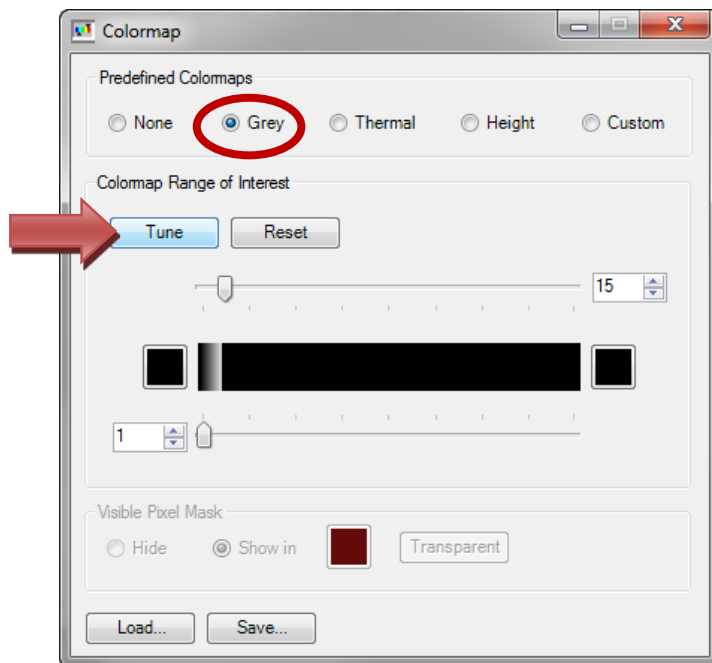 Colormap
Predefined Colormaps
None Grey Thermal Height Custom
Colormap Range of Interest
Tune Reset
15
1
Visible Pixel Mask
Hide Show in Transparent
Load... Save...